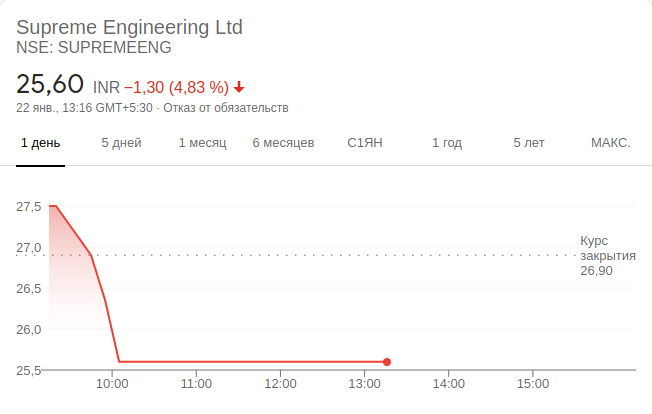 Supreme Engineering Ltd
NSE: SUPREMEENG
25,60 INR −1,30 (4,83 %)
22 янв., 13:16 GMT+5:30 · Отказ от обязательств
1 день 5 дней 1 месяц 6 месяцев С1ЯН 1 год 5 лет МАКС.
27,5
27,0
26,5
26,0
25,5
Курс
закрытия
26,90
10:00 11:00 12:00 13:00 14:00 15:00